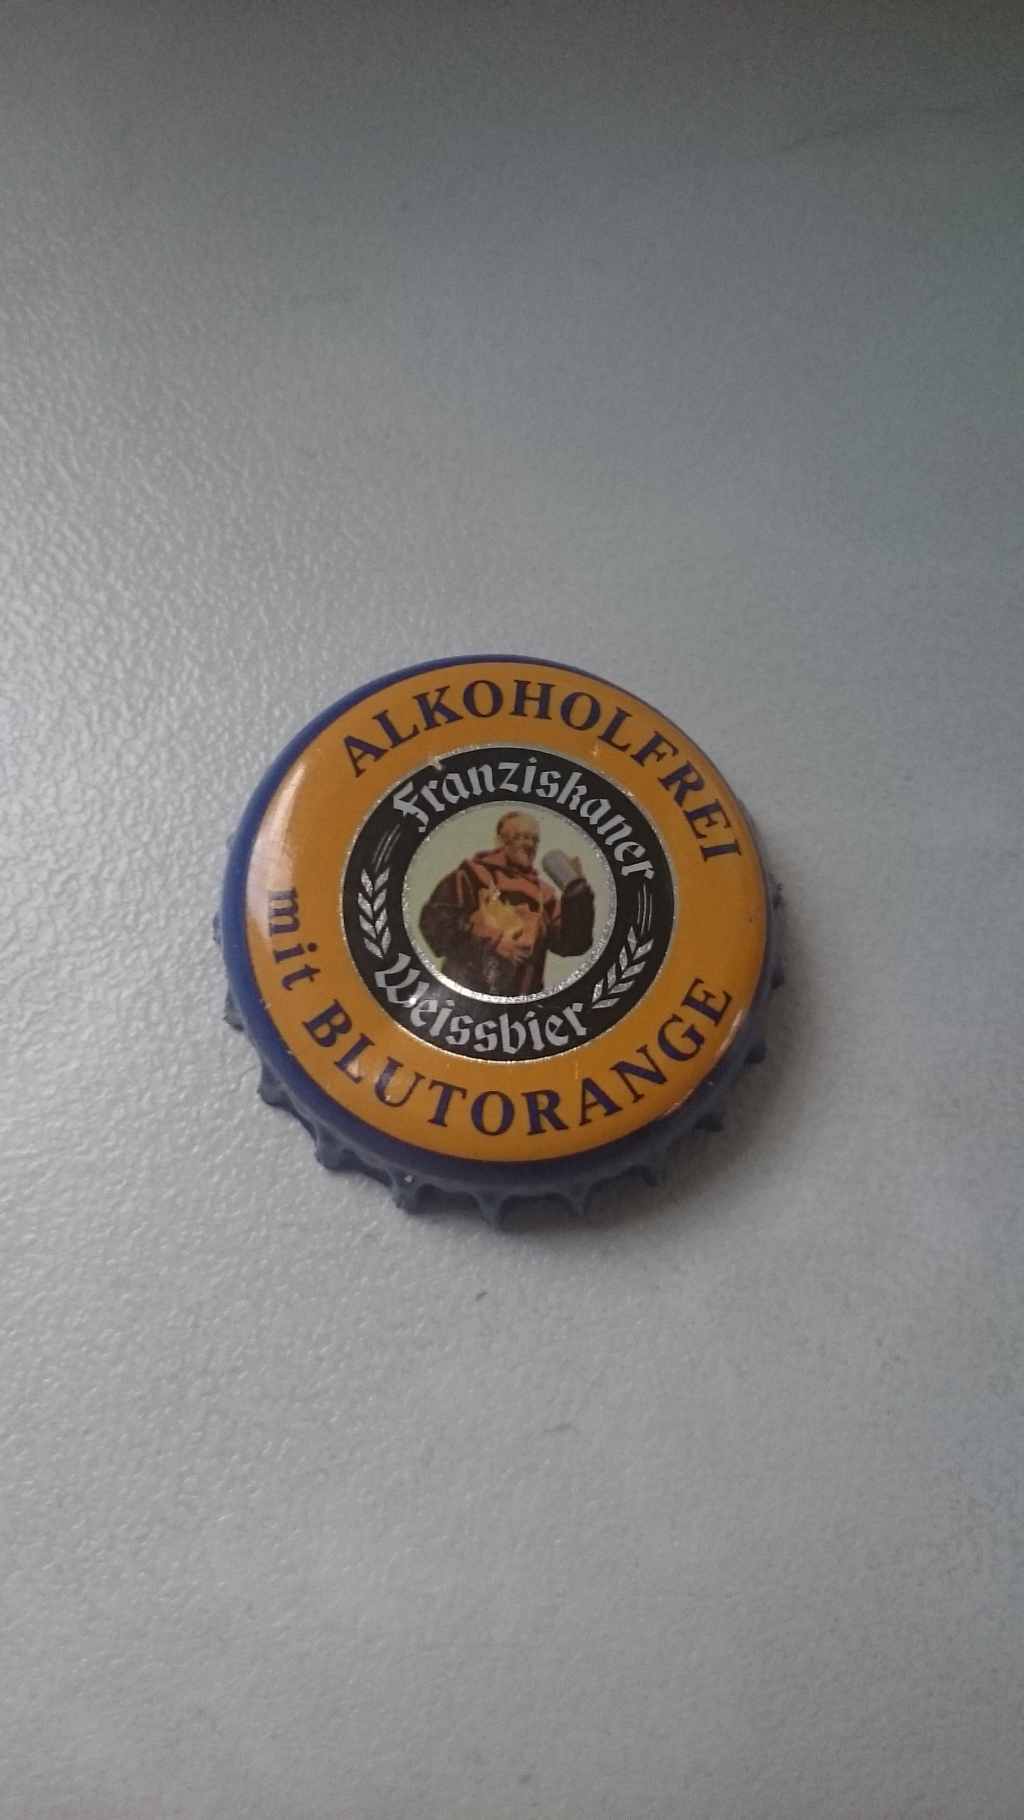 ALKOHOLFREI
Franziskaner
Weissbier
mit BLUTORANGE